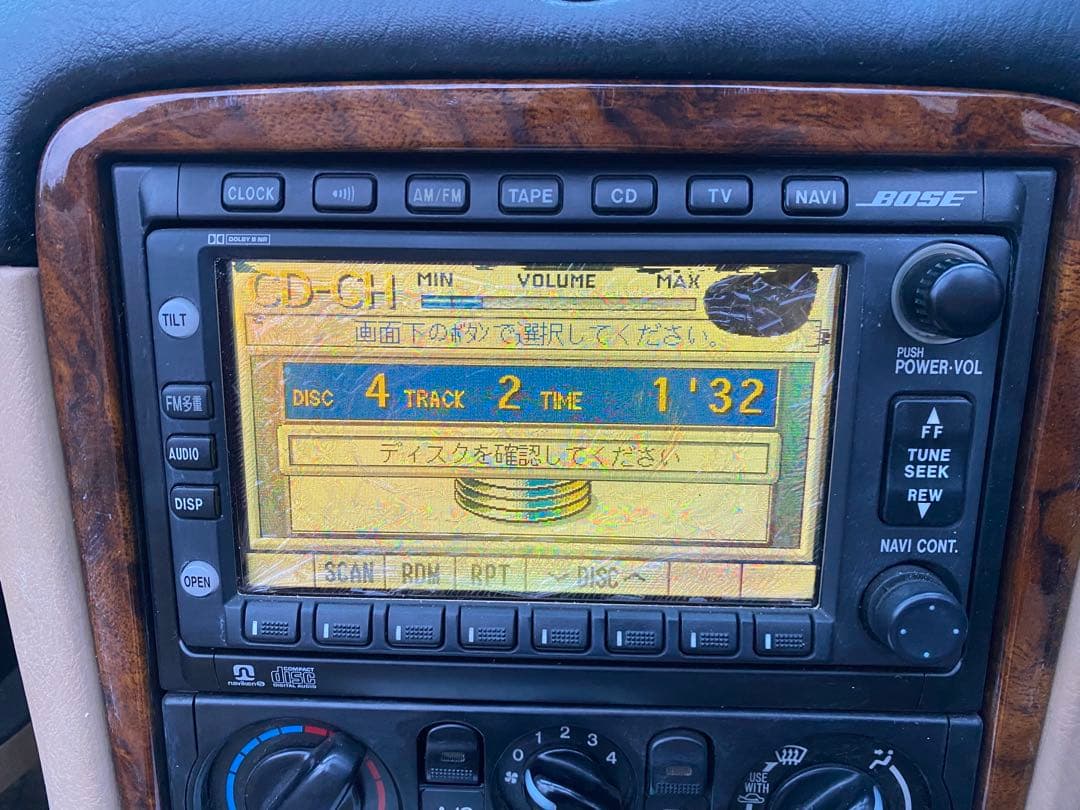 CLOCK AM/FM TAPE CD TV NAVI BOSE
DOLBY B NR
CD-CH MIN VOLUME MAX
画面下のボタンで選択してください。
DISC 4 TRACK 2 TIME 1'32
ディスクを確認してください
SCAN RDM RPT DISC
TILT
FM多重
AUDIO
DISP
OPEN
PUSH
POWER·VOL
FF
TUNE
SEEK
REW
NAVI CONT.
naviken S
COMPACT
disc
DIGITAL AUDIO
0 1 2 3 4
USE
WITH